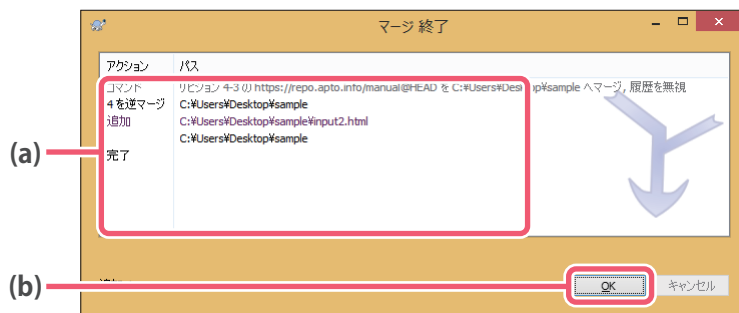 マージ 終了
アクション パス
コマンド リビジョン 4-3 の https://repo.apto.info/manual@HEAD を C:¥Users¥Desktop¥sample へマージ, 履歴を無視
4 を逆マージ C:¥Users¥Desktop¥sample
追加 C:¥Users¥Desktop¥sample¥input2.html
C:¥Users¥Desktop¥sample
(a)
完了
(b)
OK キャンセル